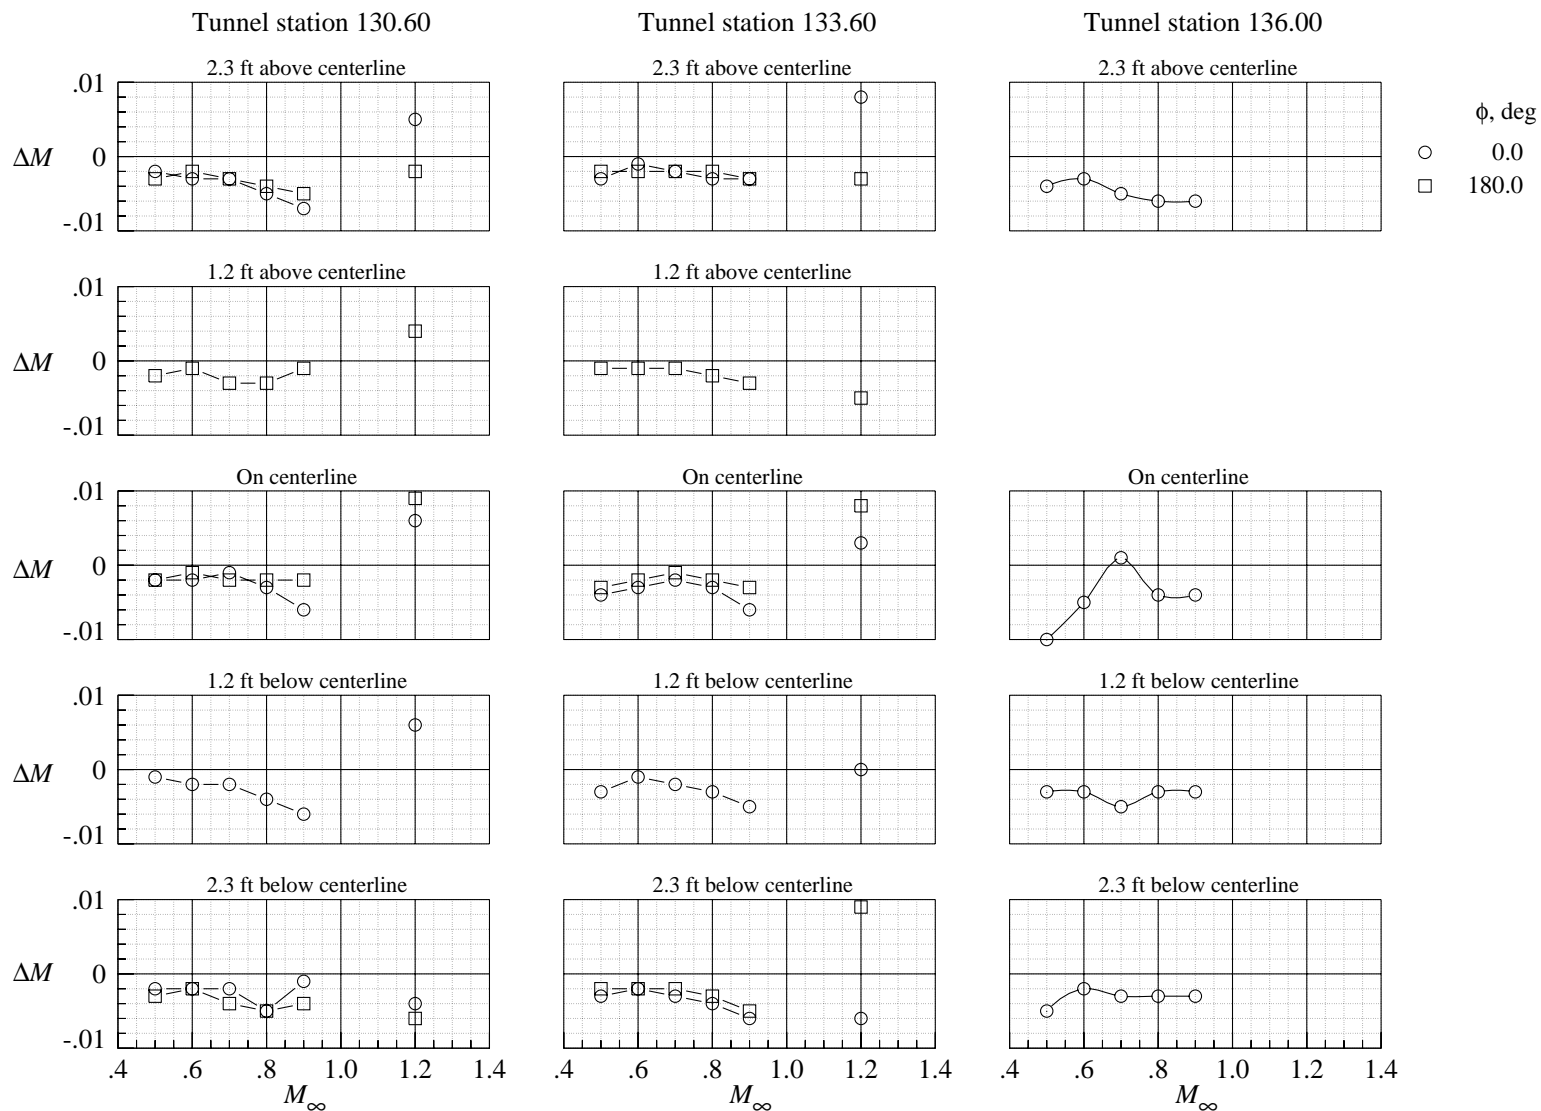 Tunnel station 130.60 Tunnel station 133.60 Tunnel station 136.00
2.3 ft above centerline 2.3 ft above centerline 2.3 ft above centerline
.01
ΔM 0
-.01
ϕ, deg
0.0
180.0
1.2 ft above centerline 1.2 ft above centerline
.01
ΔM 0
-.01
On centerline On centerline On centerline
.01
ΔM 0
-.01
1.2 ft below centerline 1.2 ft below centerline 1.2 ft below centerline
.01
ΔM 0
-.01
2.3 ft below centerline 2.3 ft below centerline 2.3 ft below centerline
.01
ΔM 0
-.01
.4 .6 .8 1.0 1.2 1.4 .4 .6 .8 1.0 1.2 1.4 .4 .6 .8 1.0 1.2 1.4
M∞ M∞ M∞